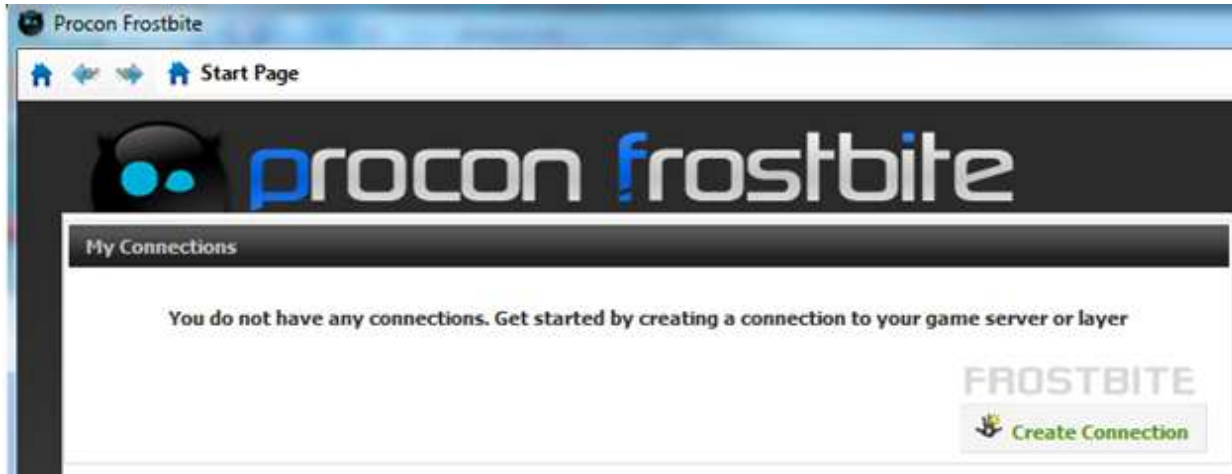 Procon Frostbite
Start Page
procon frostbite
My Connections
You do not have any connections. Get started by creating a connection to your game server or layer
FROSTBITE
Create Connection